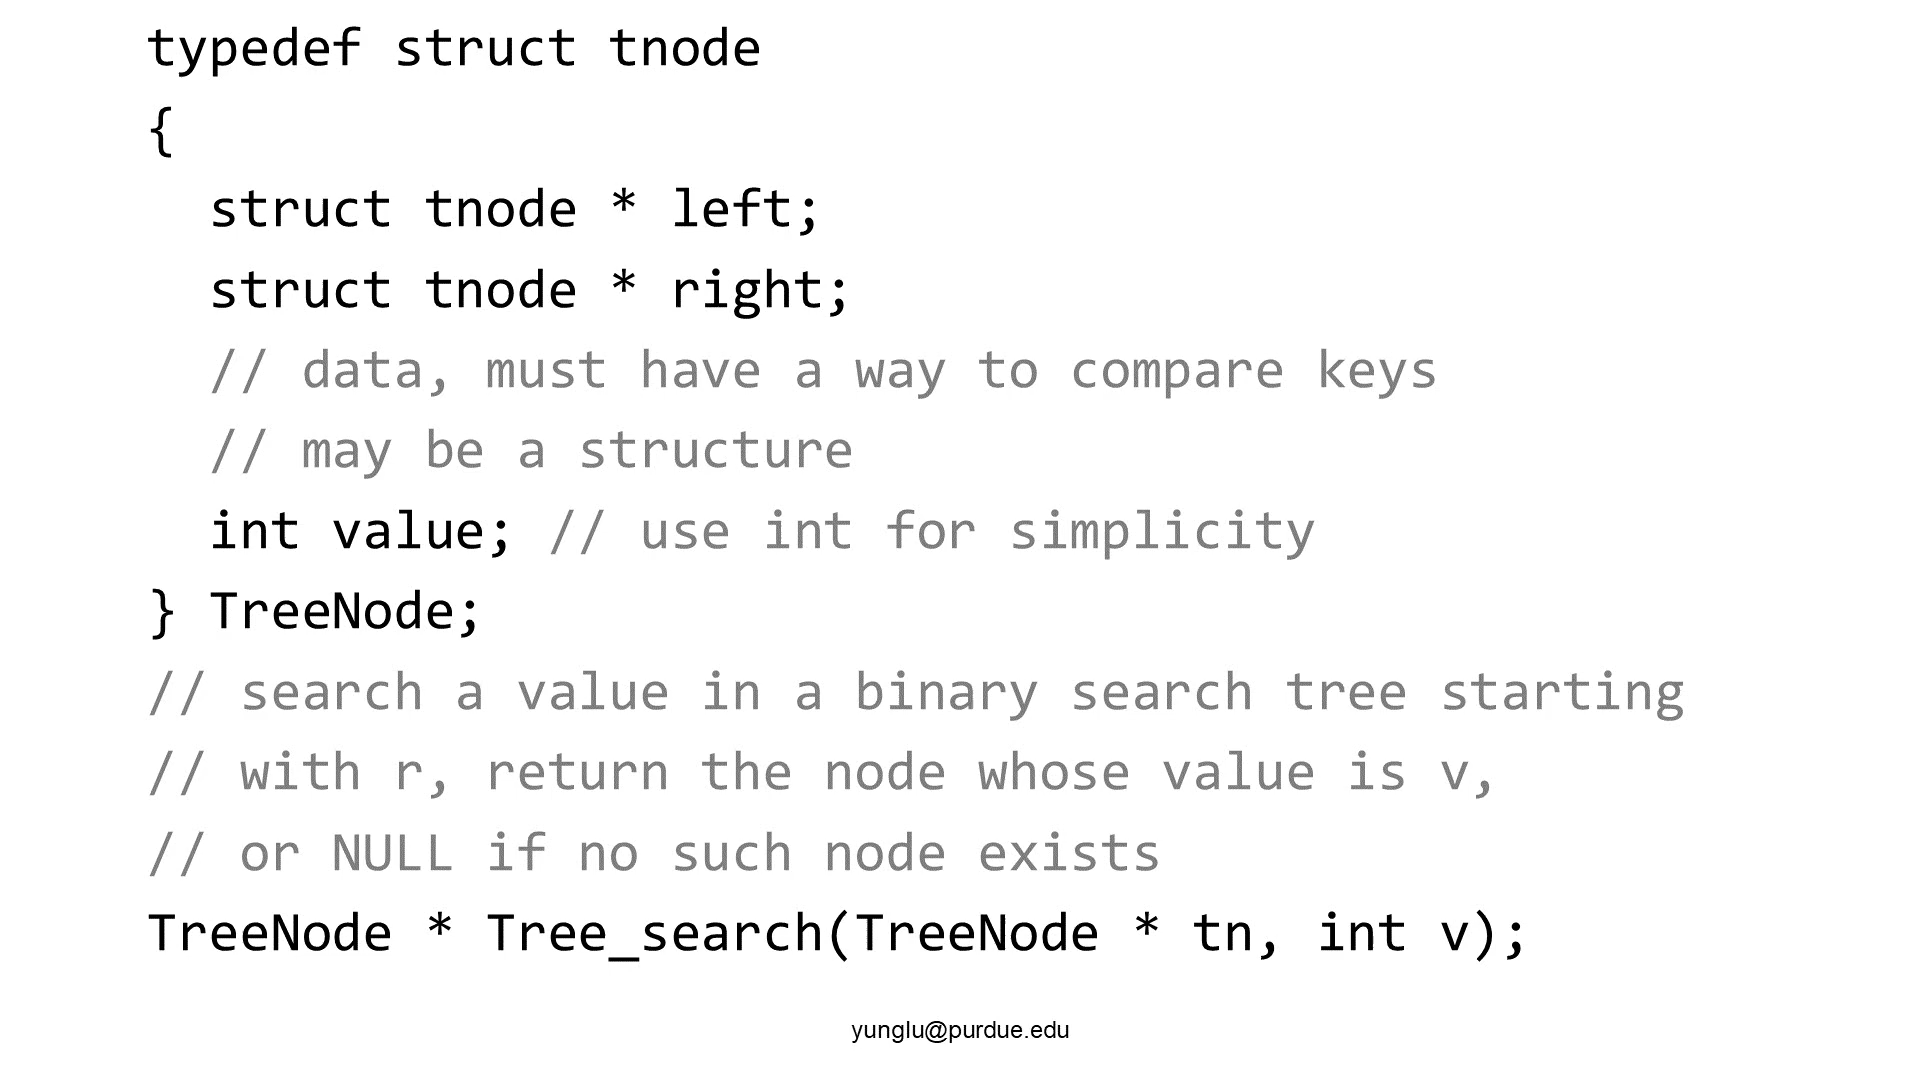 typedef struct tnode
{
  struct tnode * left;
  struct tnode * right;
  // data, must have a way to compare keys
  // may be a structure
  int value; // use int for simplicity
} TreeNode;
// search a value in a binary search tree starting
// with r, return the node whose value is v,
// or NULL if no such node exists
TreeNode * Tree_search(TreeNode * tn, int v);
yunglu@purdue.edu